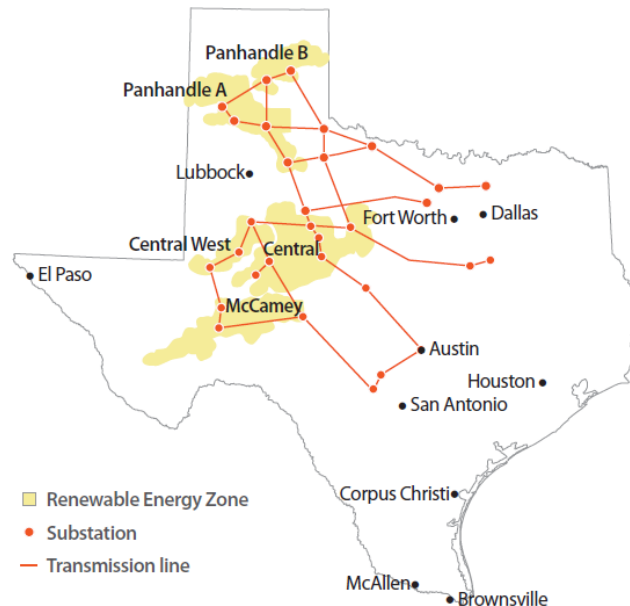 Panhandle B
Panhandle A
Lubbock
Fort Worth
Dallas
Central West
Central
El Paso
McCamey
Austin
Houston
San Antonio
Renewable Energy Zone
Corpus Christi
Substation
Transmission line
McAllen
Brownsville